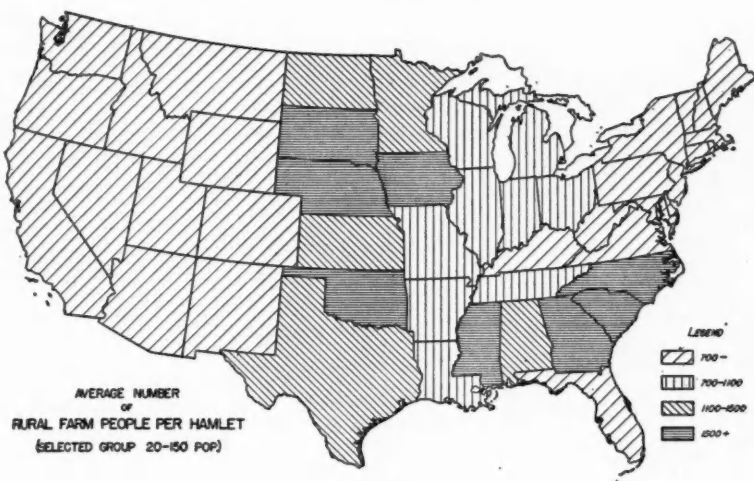 AVERAGE NUMBER
OF
RURAL FARM PEOPLE PER HAMLET
(SELECTED GROUP 20-150 POP)
LEGEND
700-
700-1100
1100-1500
1500+